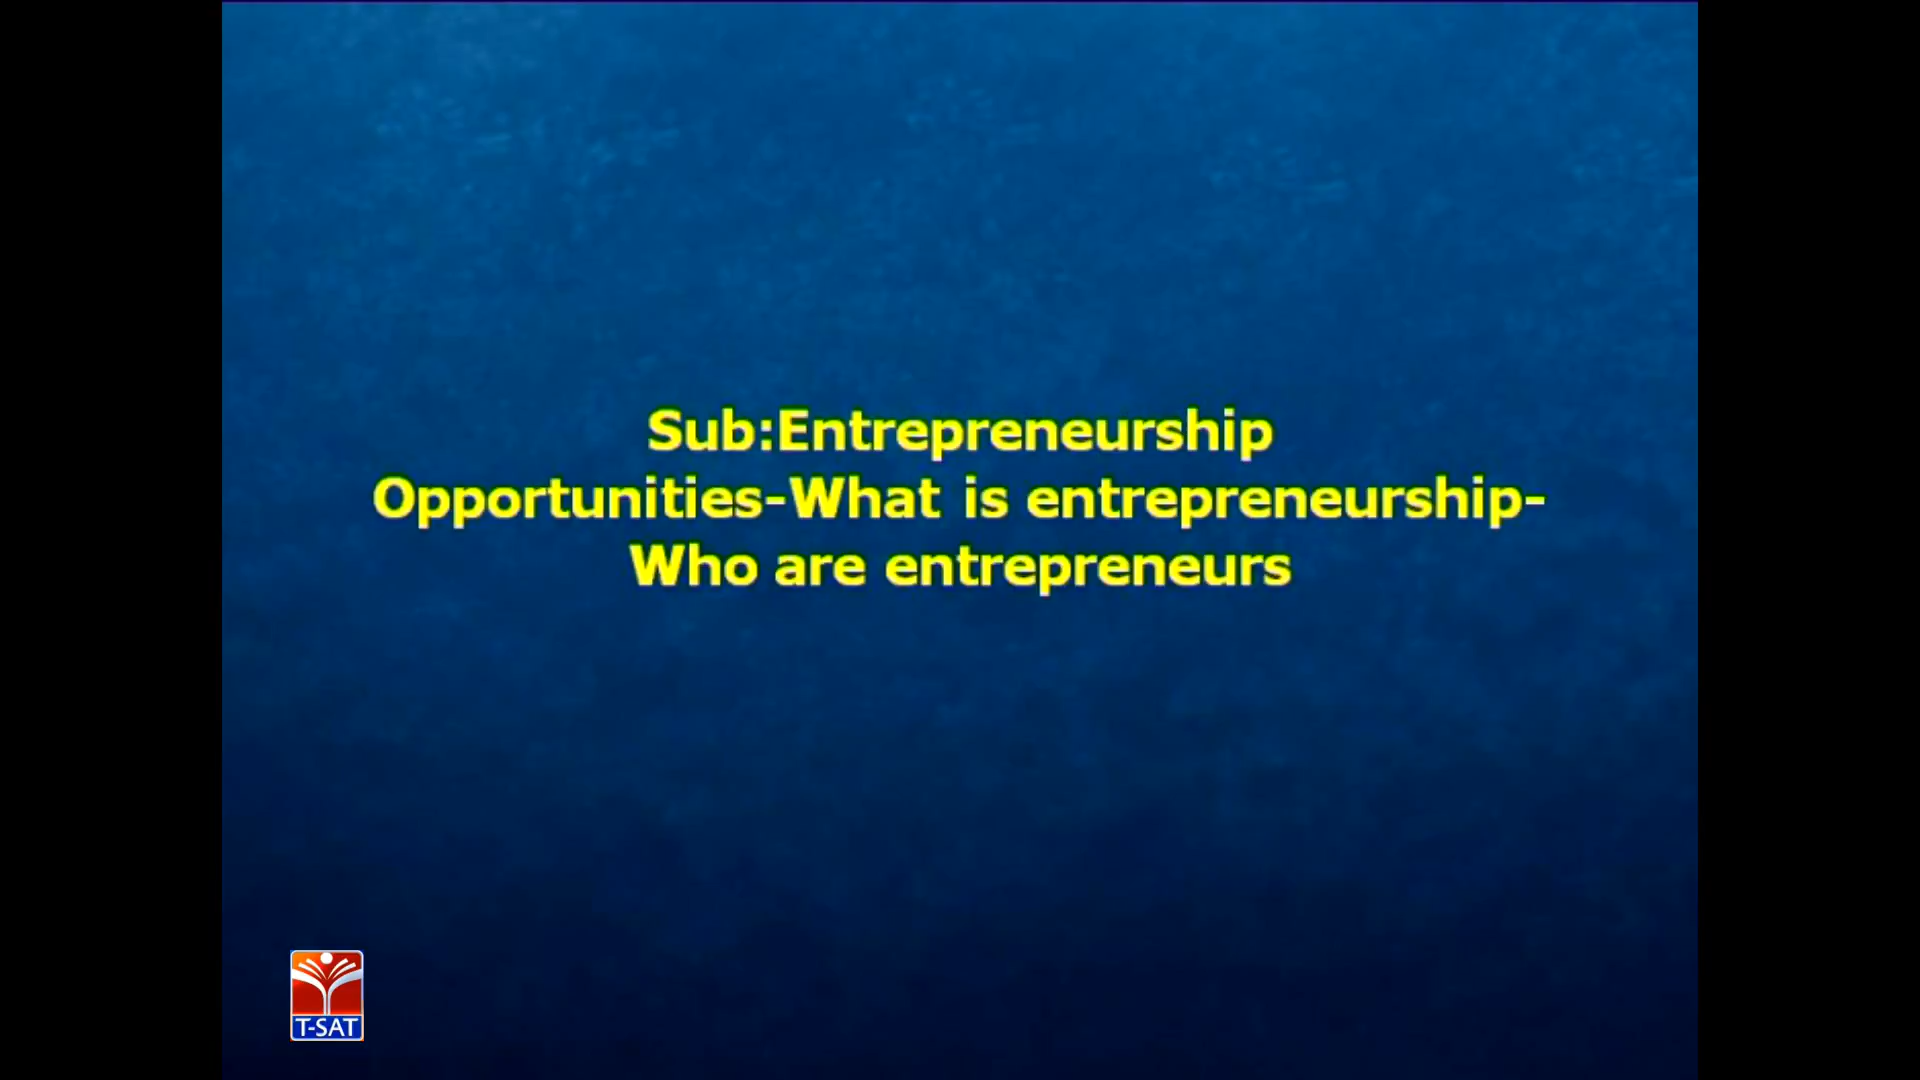 Sub:Entrepreneurship
Opportunities-What is entrepreneurship-
Who are entrepreneurs
T-SAT